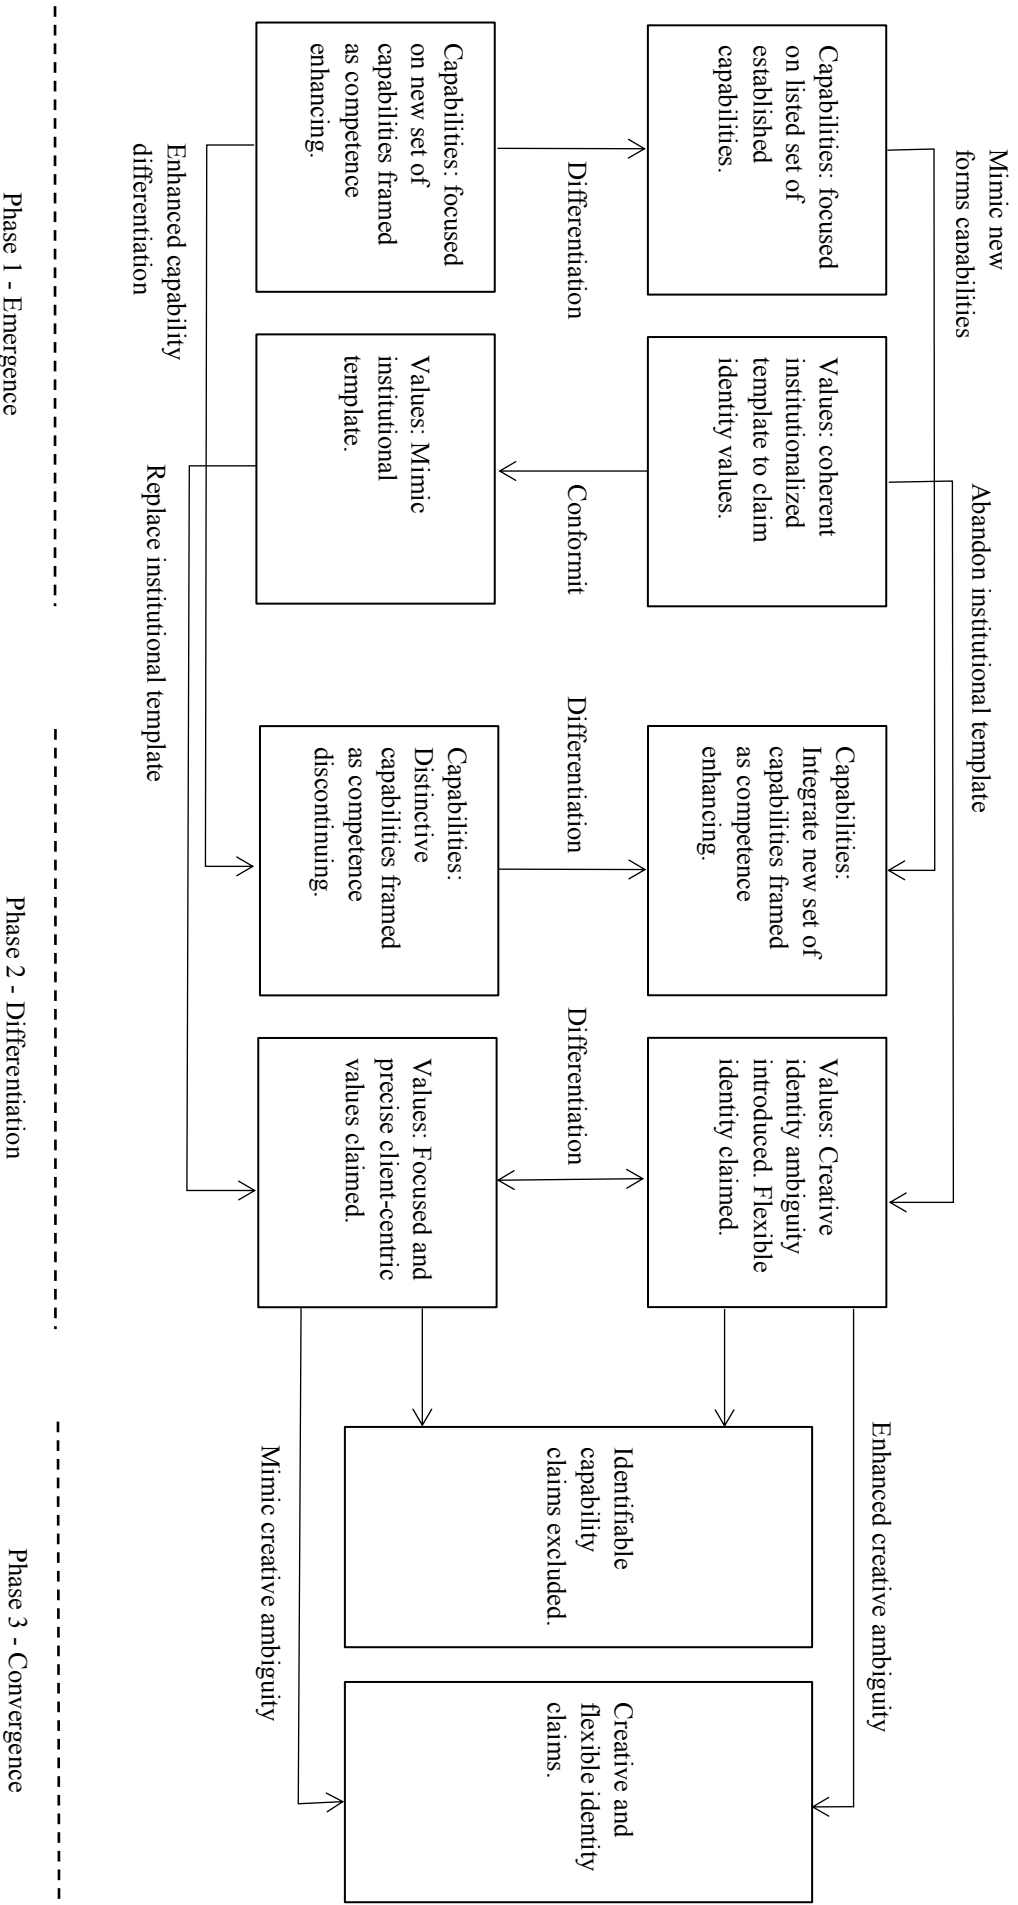 Mimic new
forms capabilities
Abandon institutional template
Enhanced creative ambiguity
Capabilities: focused
on listed set of
established
capabilities.
Values: coherent
institutionalized
template to claim
identity values.
Capabilities:
Integrate new set of
capabilities framed
as competence
enhancing.
Values: Creative
identity ambiguity
introduced. Flexible
identity claimed.
Differentiation
Conformit
Differentiation
Differentiation
Identifiable
capability
claims excluded.
Creative and
flexible identity
claims.
Capabilities: focused
on new set of
capabilities framed
as competence
enhancing.
Values: Mimic
institutional
template.
Capabilities:
Distinctive
capabilities framed
as competence
discontinuing.
Values: Focused and
precise client-centric
values claimed.
Enhanced capability
differentiation
Replace institutional template
Mimic creative ambiguity
Phase 1 - Emergence
Phase 2 - Differentiation
Phase 3 - Convergence